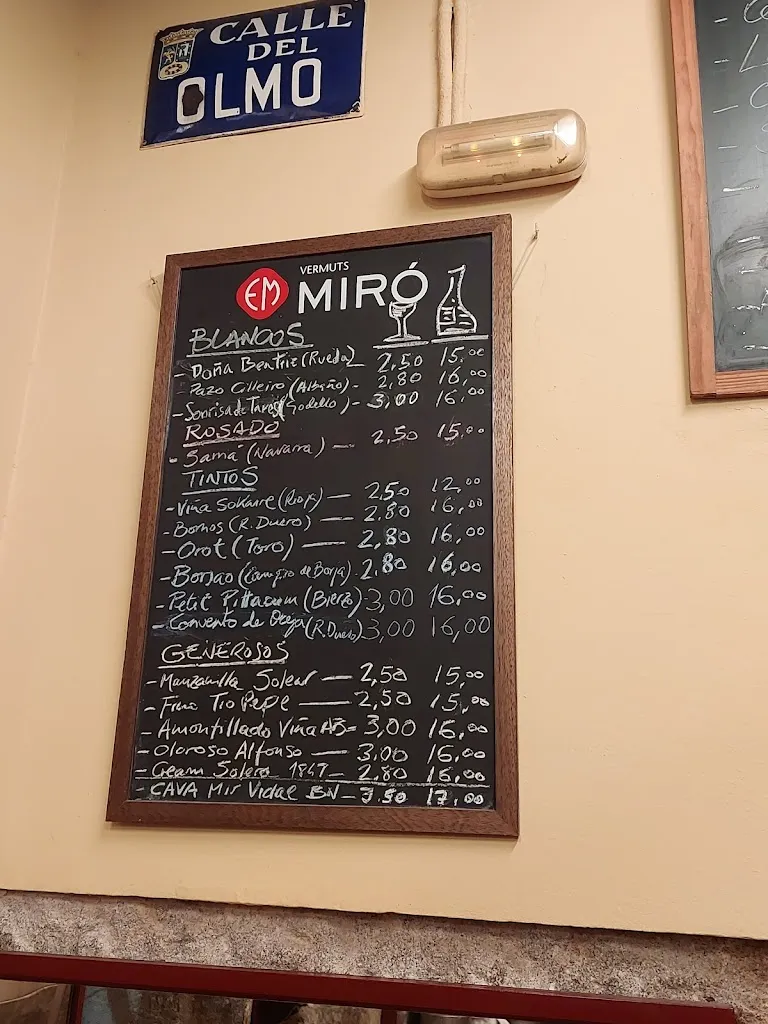 CALLE
DEL
OLMO
VERMUTS
EM MIRÓ
BLANCOS
- Doña Beatriz (Rueda) 2,50 15,00
- Pazo Cilleiro (Albariño) - 2,80 16,00
- Sonrisa de Tares (Godello) - 3,00 16,00
ROSADO
- Samá (Navarra) — 2,50 15,00
TINTOS
- Viña (Rioja) — 2,50 12,00
- Bornos (R. Duero) — 2,80 16,00
- Orot (Toro) — 2,80 16,00
- Borsao (Campo de Borja) - 2,80 16,00
- Petit Pittacum (Bierzo) - 3,00 16,00
- Convento de Oreja (R. Duero) 3,00 16,00
GENEROSOS
- Manzanilla Solear — 2,50 15,00
- Fino Tio Pepe — 2,50 15,00
- Amontillado Viña AB - 3,00 16,00
- Oloroso Alfonso — 3,00 16,00
- Cream Solera 1847 — 2,80 16,00
- CAVA Mir Vidal BN — 3,50 17,00